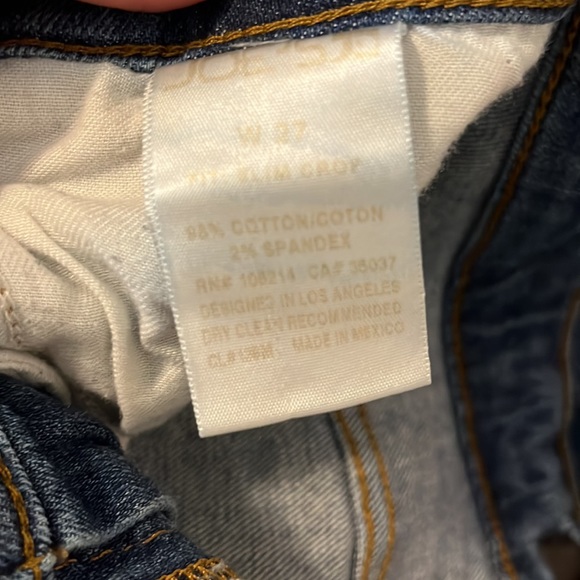 JOE'S
W 27
SLIM CROP
98% COTTON/COTON
2% SPANDEX
RN# 108214 CA# 35037
DESIGNED IN LOS ANGELES
DRY CLEAN RECOMMENDED
MADE IN MEXICO